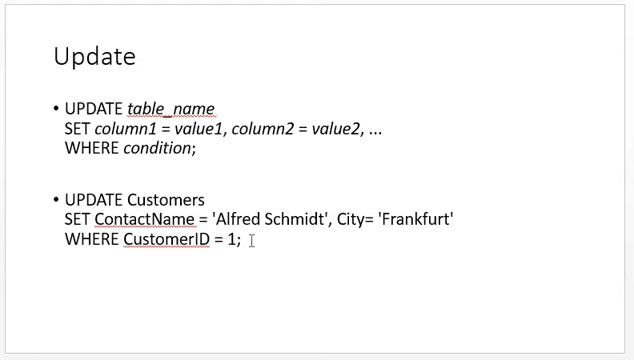 Update
• UPDATE table_name
SET column1 = value1, column2 = value2, ...
WHERE condition;
• UPDATE Customers
SET ContactName = 'Alfred Schmidt', City= 'Frankfurt'
WHERE CustomerID = 1;